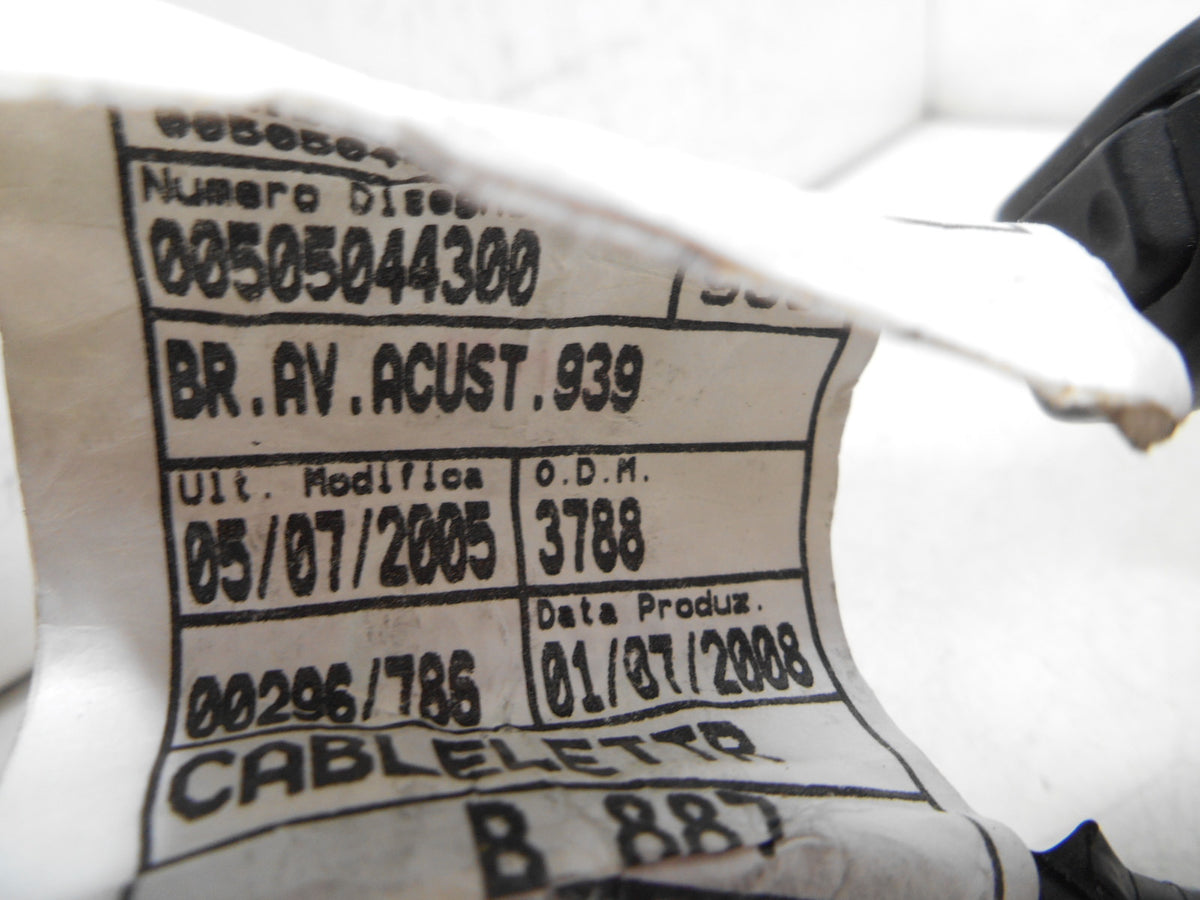 Numero Disegno
00505044300
BR.AV.ACUST.939
Ult. Modifica
O.D.M.
05/07/2005
3788
Data Produz.
00296/786
01/07/2008
CABLELETTR
B 887